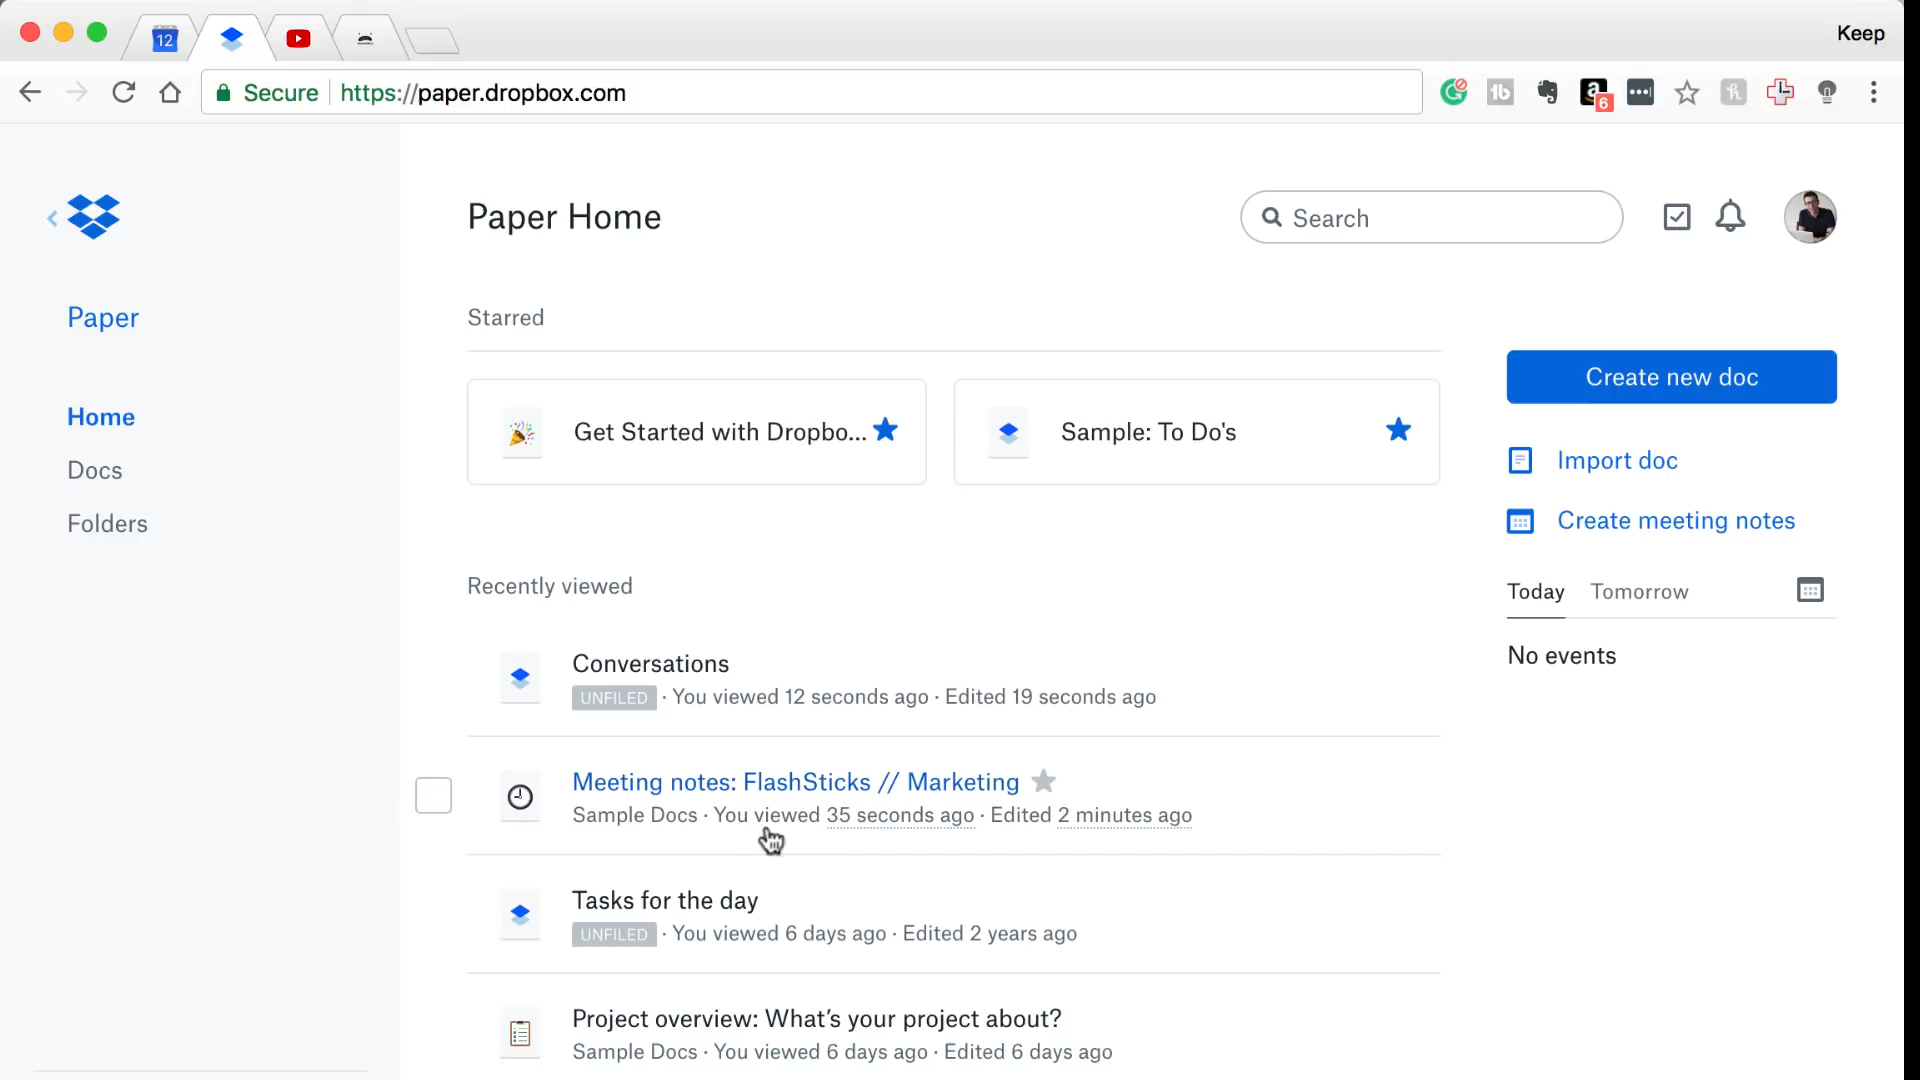 Keep
12
Secure
https://paper.dropbox.com
6
Paper Home
Search
Paper
Home
Docs
Folders
Starred
Get Started with Dropbo...
Sample: To Do's
Create new doc
Import doc
Create meeting notes
Today Tomorrow
No events
Recently viewed
Conversations
UNFILED · You viewed 12 seconds ago · Edited 19 seconds ago
Meeting notes: FlashSticks // Marketing
Sample Docs · You viewed 35 seconds ago · Edited 2 minutes ago
Tasks for the day
UNFILED · You viewed 6 days ago · Edited 2 years ago
Project overview: What’s your project about?
Sample Docs · You viewed 6 days ago · Edited 6 days ago